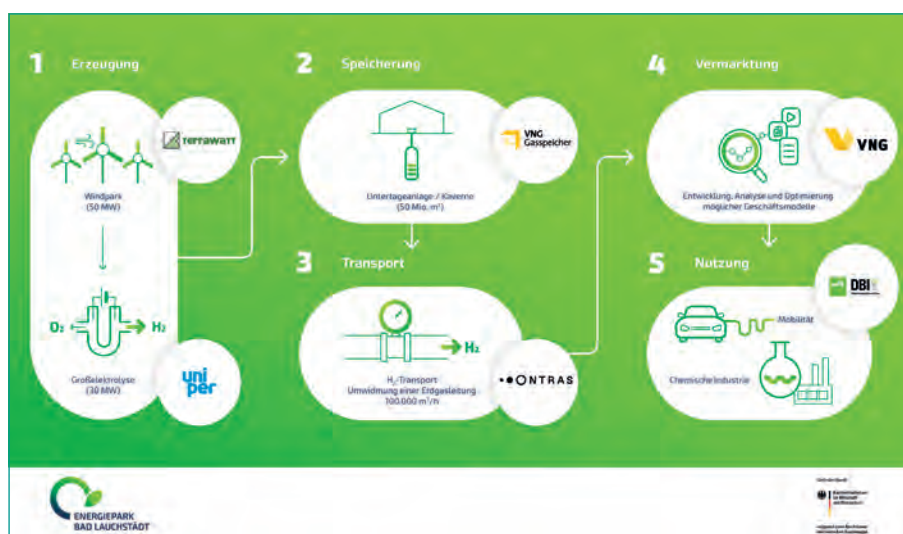 1 Erzeugung
TERRAWATT
Windpark
(50 MW)
O₂
H₂
Großelektrolyse
(30 MW)
uni
per
2 Speicherung
VNG
Gasspeicher
Untertageanlage / Kaverne
(50 Mio. m³)
3 Transport
H₂
H₂-Transport
Umwidmung einer Erdgasleitung
100.000 m³/h
ONTRAS
4 Vermarktung
VNG
Entwicklung, Analyse und Optimierung
möglicher Geschäftsmodelle
5 Nutzung
DBI
Mobilität
Chemische Industrie
ENERGIEPARK
BAD LAUCHSTÄDT